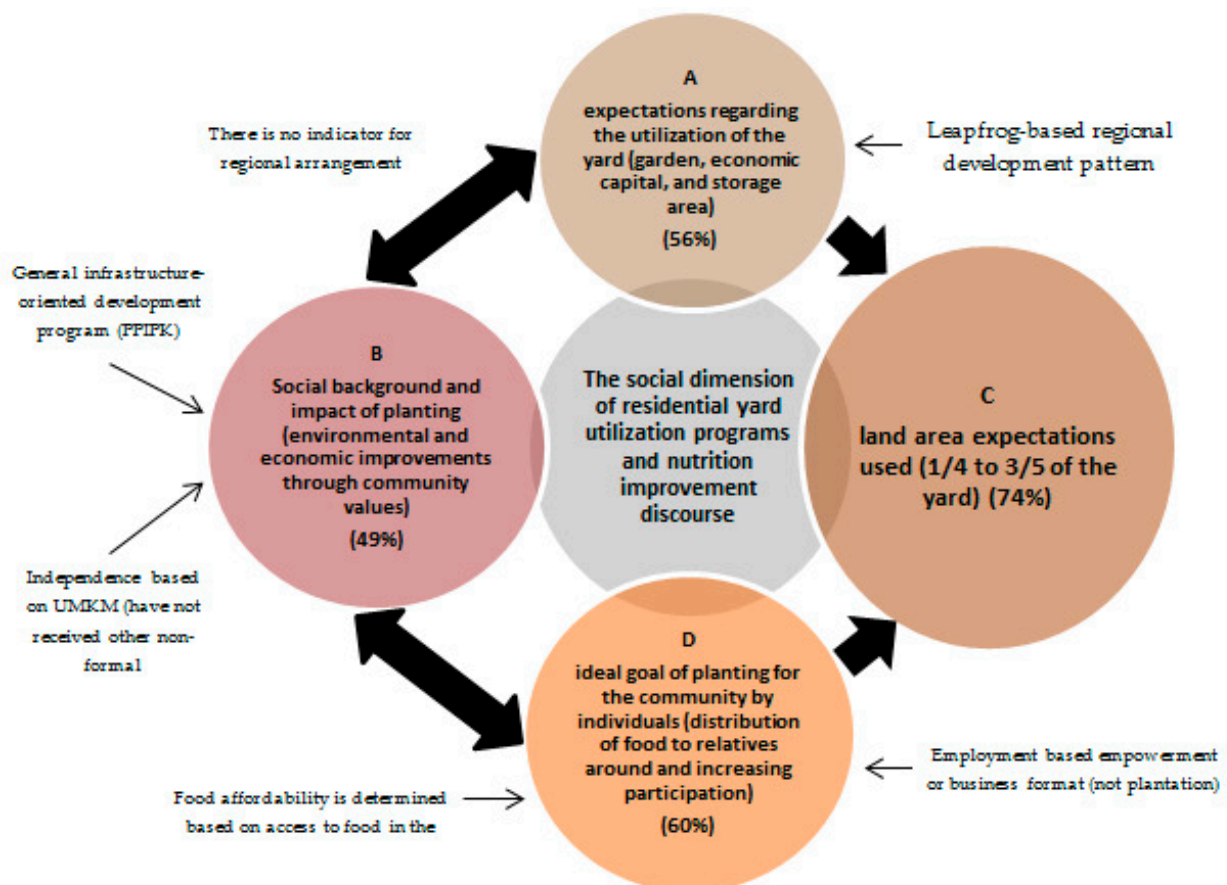 A
expectations regarding
the utilization of the
yard (garden, economic
capital, and storage
area)
(56%)
There is no indicator for
regional arrangement
Leapfrog-based regional
development pattern
General infrastructure-
oriented development
program (PPIPK)
B
Social background and
impact of planting
(environmental and
economic improvements
through community
values)
(49%)
The social dimension
of residential yard
utilization programs
and nutrition
improvement
discourse
C
land area expectations
used (1/4 to 3/5 of the
yard) (74%)
Independence based
on UMKM (have not
received other non-
formal
D
ideal goal of planting for
the community by
individuals (distribution
of food to relatives
around and increasing
participation)
(60%)
Food affordability is determined
based on access to food in the
Employment based empowerment
or business format (not plantation)